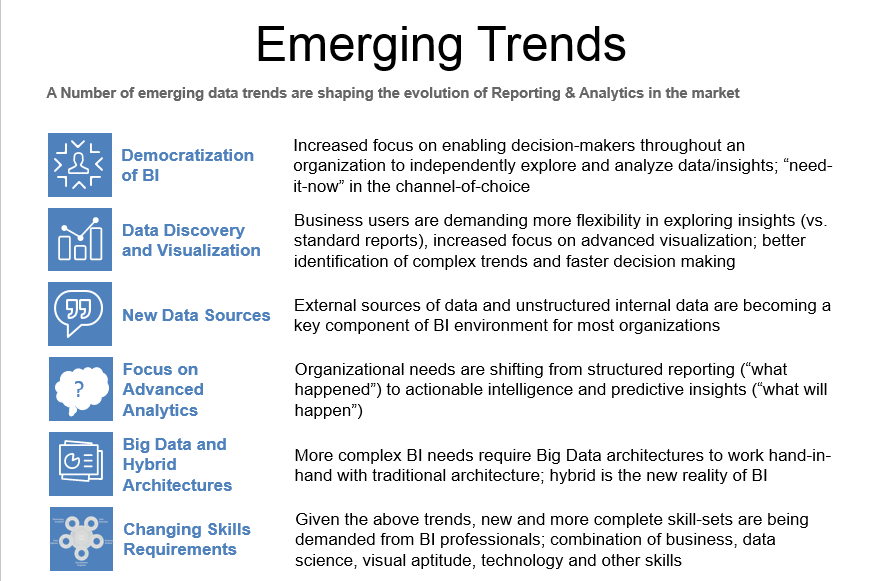 Emerging Trends
A Number of emerging data trends are shaping the evolution of Reporting & Analytics in the market
Democratization
of BI
Increased focus on enabling decision-makers throughout an
organization to independently explore and analyze data/insights; “need-
it-now” in the channel-of-choice
Data Discovery
and Visualization
Business users are demanding more flexibility in exploring insights (vs.
standard reports), increased focus on advanced visualization; better
identification of complex trends and faster decision making
New Data Sources
External sources of data and unstructured internal data are becoming a
key component of BI environment for most organizations
?
Focus on
Advanced
Analytics
Organizational needs are shifting from structured reporting (“what
happened”) to actionable intelligence and predictive insights (“what will
happen”)
Big Data and
Hybrid
Architectures
More complex BI needs require Big Data architectures to work hand-in-
hand with traditional architecture; hybrid is the new reality of BI
Changing Skills
Requirements
Given the above trends, new and more complete skill-sets are being
demanded from BI professionals; combination of business, data
science, visual aptitude, technology and other skills